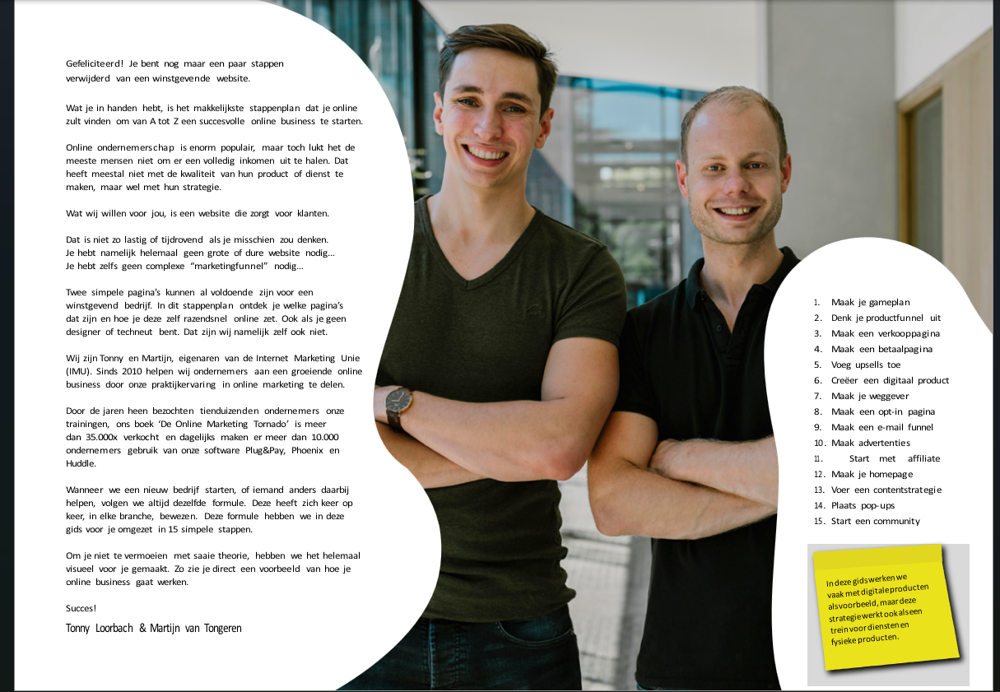 Gefeliciteerd! Je bent nog maar een paar stappen
verwijderd van een winstgevende website.
Wat je in handen hebt, is het makkelijkste stappenplan dat je online
zult vinden om van A tot Z een succesvolle online business te starten.
Online ondernemerschap is enorm populair, maar toch lukt het de
meeste mensen niet om er een volledig inkomen uit te halen. Dat
heeft meestal niet met de kwaliteit van hun product of dienst te
maken, maar wel met hun strategie.
Wat wij willen voor jou, is een website die zorgt voor klanten.
Dat is niet zo lastig of tijdrovend als je misschien zou denken.
Je hebt namelijk helemaal geen grote of dure website nodig...
Je hebt zelfs geen complexe “marketingfunnel” nodig...
Twee simpele pagina’s kunnen al voldoende zijn voor een
winstgevend bedrijf. In dit stappenplan ontdek je welke pagina’s
dat zijn en hoe je deze zelf razendsnel online zet. Ook als je geen
designer of techneut bent. Dat zijn wij namelijk zelf ook niet.
Wij zijn Tonny en Martijn, eigenaren van de Internet Marketing Unie
(IMU). Sinds 2010 helpen wij ondernemers aan een groeiende online
business door onze praktijkervaring in online marketing te delen.
Door de jaren heen bezochten tienduizenden ondernemers onze
trainingen, ons boek ‘De Online Marketing Tornado’ is meer
dan 35.000x verkocht en dagelijks maken er meer dan 10.000
ondernemers gebruik van onze software Plug&Pay, Phoenix en
Huddle.
Wanneer we een nieuw bedrijf starten, of iemand anders daarbij
helpen, volgen we altijd dezelfde formule. Deze heeft zich keer op
keer, in elke branche, bewezen. Deze formule hebben we in deze
gids voor je omgezet in 15 simpele stappen.
Om je niet te vermoeien met saaie theorie, hebben we het helemaal
visueel voor je gemaakt. Zo zie je direct een voorbeeld van hoe je
online business gaat werken.
Succes!
Tonny Loorbach & Martijn van Tongeren
1. Maak je gameplan
2. Denk je productfunnel uit
3. Maak een verkooppagina
4. Maak een betaalpagina
5. Voeg upsells toe
6. Creëer een digitaal product
7. Maak je weggever
8. Maak een opt-in pagina
9. Maak een e-mail funnel
10. Maak advertenties
11. Start met affiliate
12. Maak je homepage
13. Voer een contentstrategie
14. Plaats pop-ups
15. Start een community
In deze gids werken we
vaak met digitale producten
als voorbeeld, maar deze
strategie werkt ook als een
trein voor diensten en
fysieke producten.